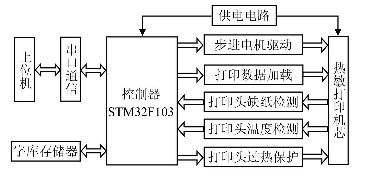 供电电路
上位机
串口通信
字库存储器
控制器
STM32F103
步进电机驱动
打印数据加载
打印头缺纸检测
打印头温度检测
打印头过热保护
热敏打印机芯